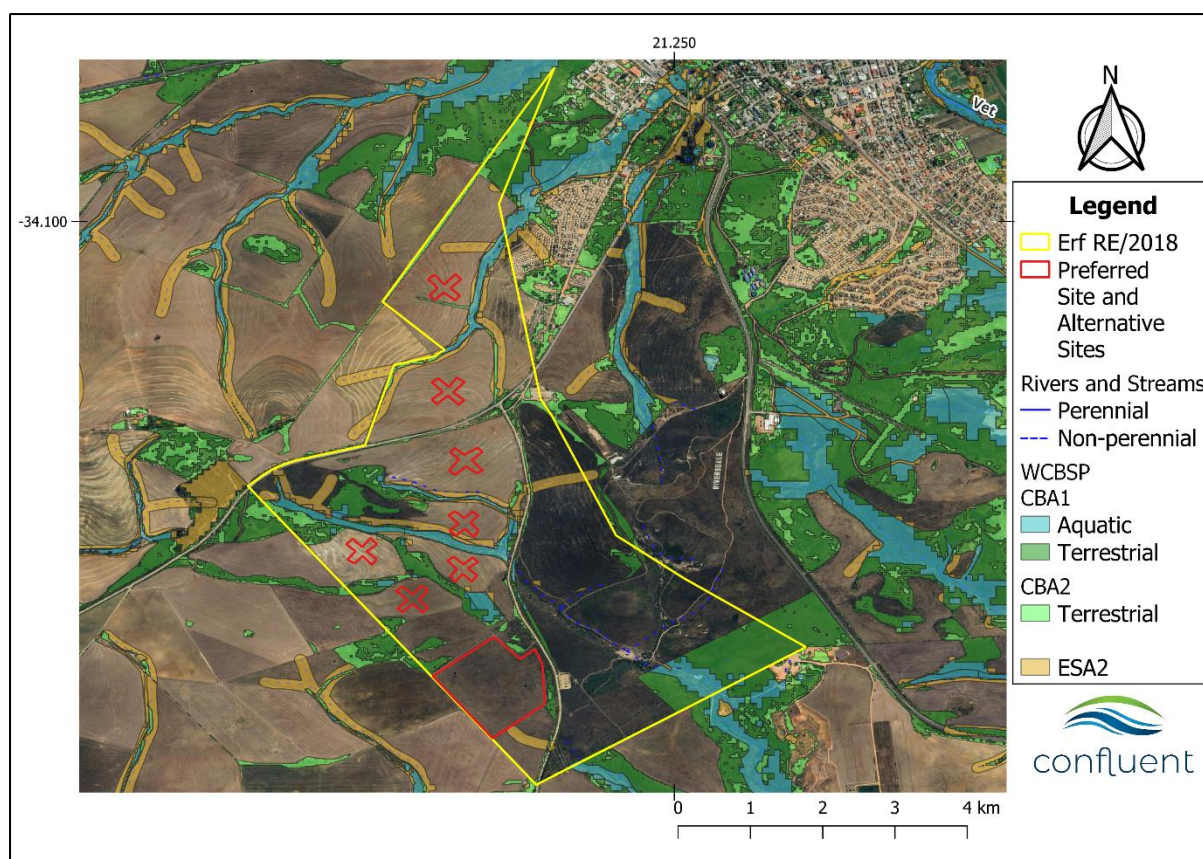 21.250
-34.100
Vet
RIVERSDALE
N
Legend
Erf RE/2018
Preferred
Site and
Alternative
Sites
Rivers and Streams
Perennial
Non-perennial
WCBSP
CBA1
Aquatic
Terrestrial
CBA2
Terrestrial
ESA2
confluent
0 1 2 3 4 km